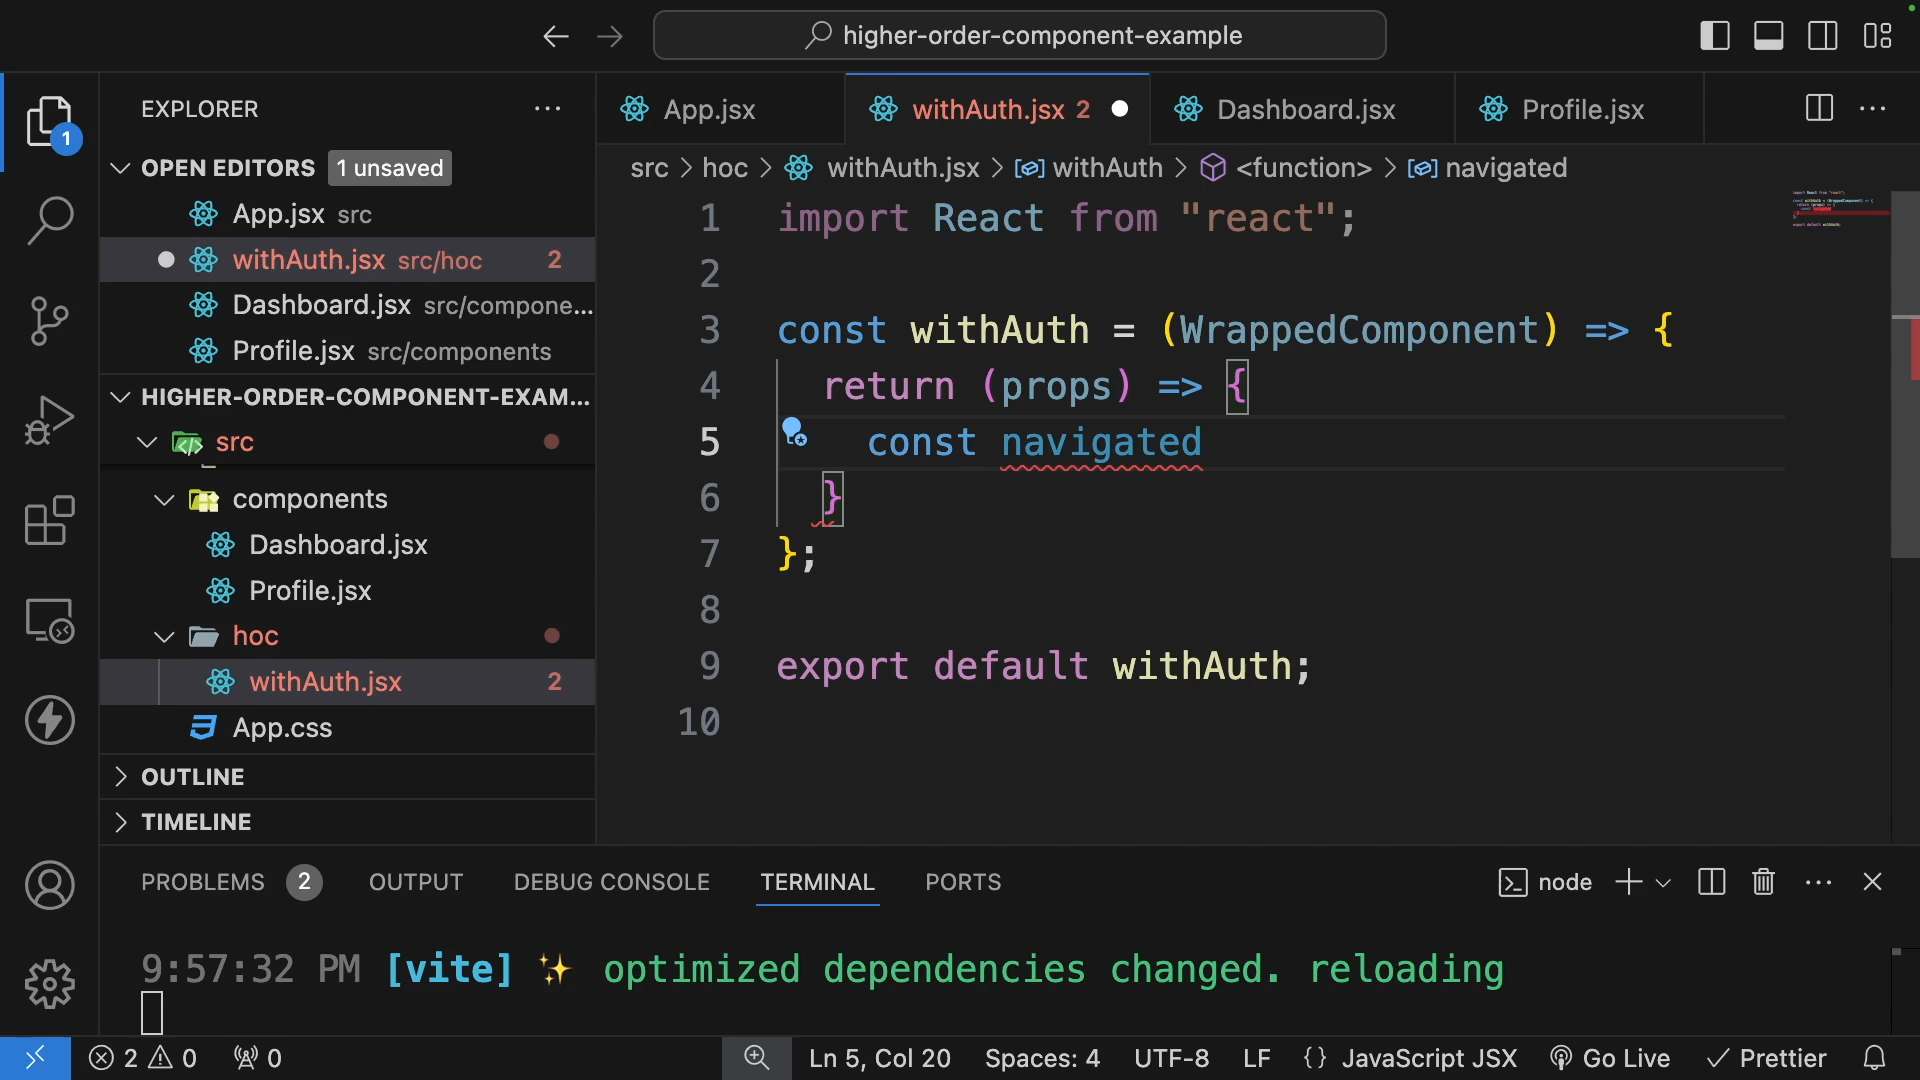 higher-order-component-example
EXPLORER
1
OPEN EDITORS 1 unsaved
App.jsx src
withAuth.jsx src/hoc 2
Dashboard.jsx src/compone...
Profile.jsx src/components
HIGHER-ORDER-COMPONENT-EXAM...
src
components
Dashboard.jsx
Profile.jsx
hoc
withAuth.jsx 2
App.css
OUTLINE
TIMELINE
App.jsx withAuth.jsx 2 Dashboard.jsx Profile.jsx
src > hoc > withAuth.jsx > withAuth > <function> > navigated
1 import React from "react";
2
3 const withAuth = (WrappedComponent) => {
4 return (props) => {
5 const navigated
6 }
7 };
8
9 export default withAuth;
10
PROBLEMS 2 OUTPUT DEBUG CONSOLE TERMINAL PORTS node
9:57:32 PM [vite] ✨ optimized dependencies changed. reloading
2 0 0 Ln 5, Col 20 Spaces: 4 UTF-8 LF {} JavaScript JSX Go Live Prettier